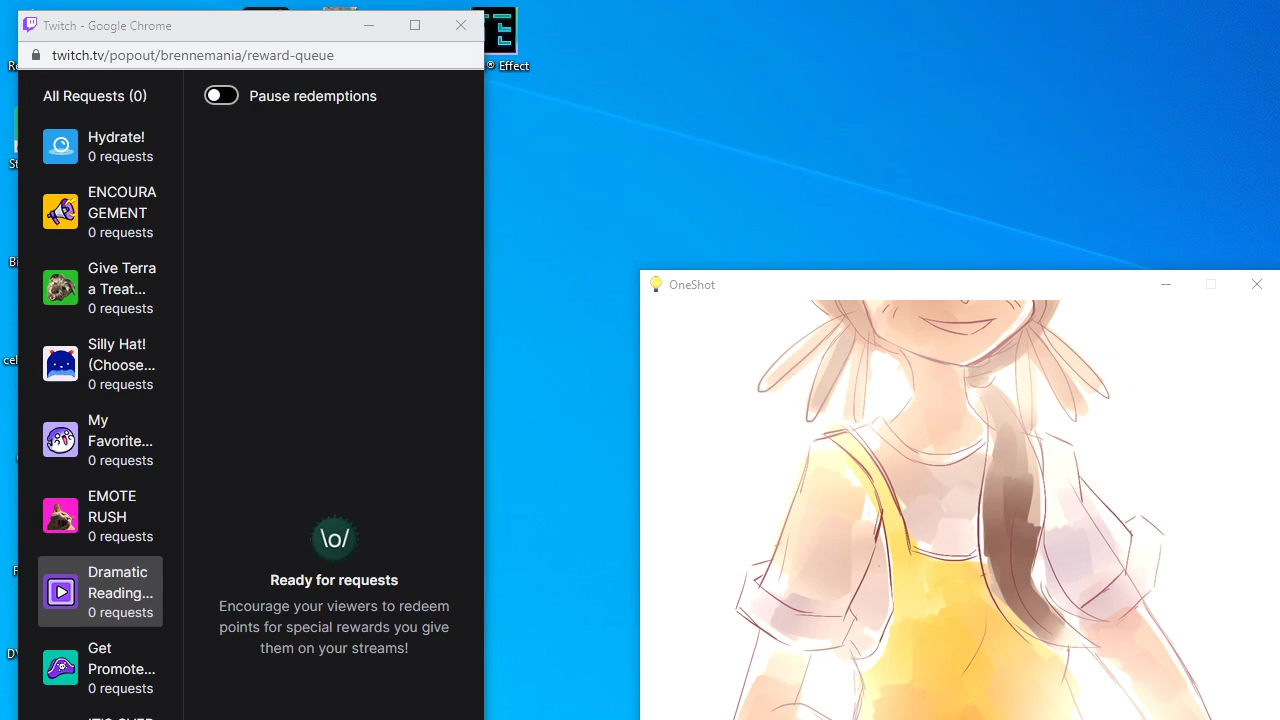 Twitch - Google Chrome
twitch.tv/popout/brennemania/reward-queue
® Effect
All Requests (0)
Pause redemptions
Hydrate!
0 requests
ENCOURA
GEMENT
0 requests
Give Terra
a Treat...
0 requests
Silly Hat!
(Choose...
0 requests
My
Favorite...
0 requests
EMOTE
RUSH
0 requests
Dramatic
Reading...
0 requests
Get
Promote...
0 requests
\o/
Ready for requests
Encourage your viewers to redeem
points for special rewards you give
them on your streams!
OneShot